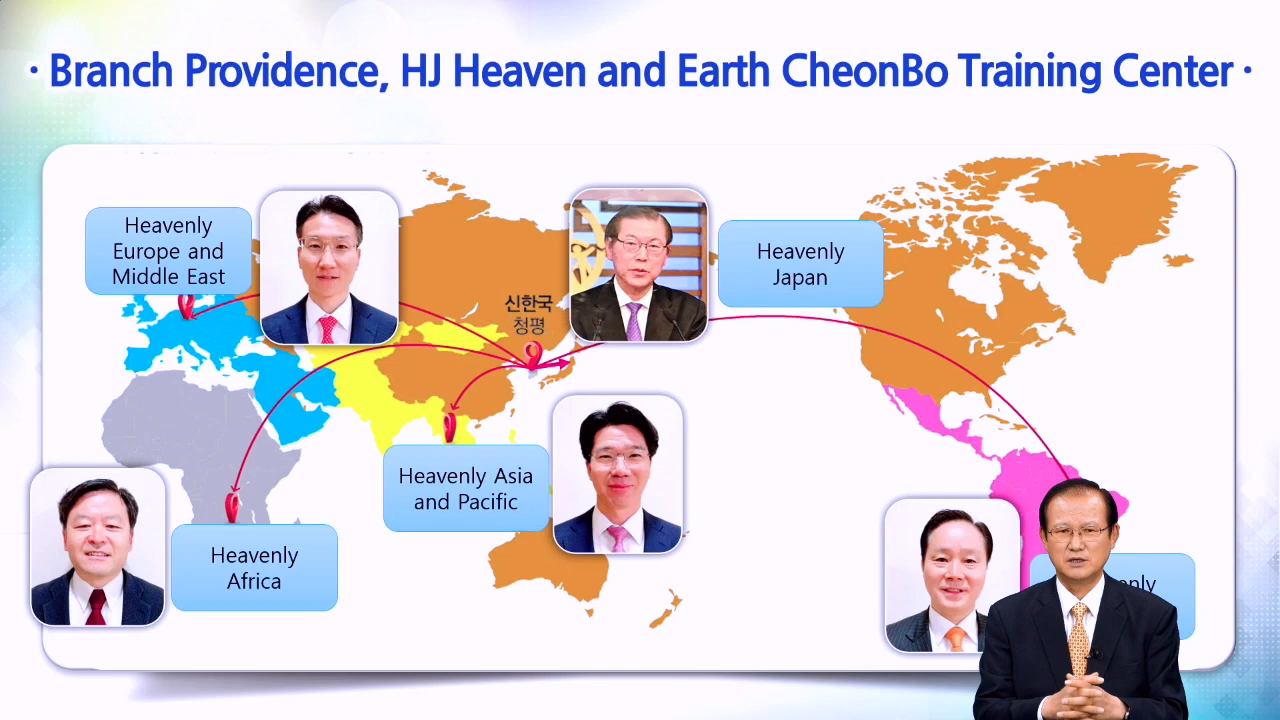 · Branch Providence, HJ Heaven and Earth CheonBo Training Center ·
Heavenly
Europe and
Middle East
Heavenly
Japan
신한국
청평
Heavenly Asia
and Pacific
Heavenly
Africa